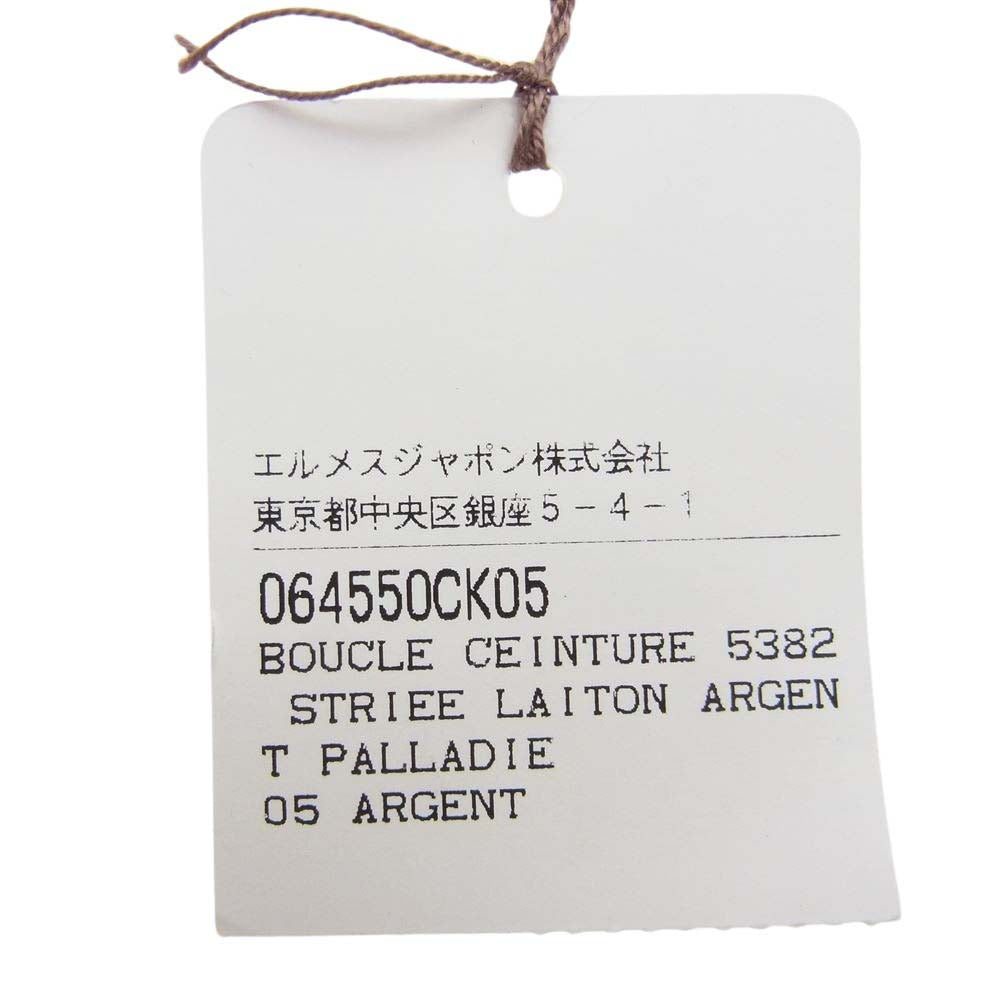 エルメスジャポン株式会社
東京都中央区銀座5-4-1
064550CK05
BOUCLE CEINTURE 5382
STRIEE LAITON ARGEN
T PALLADIE
05 ARGENT